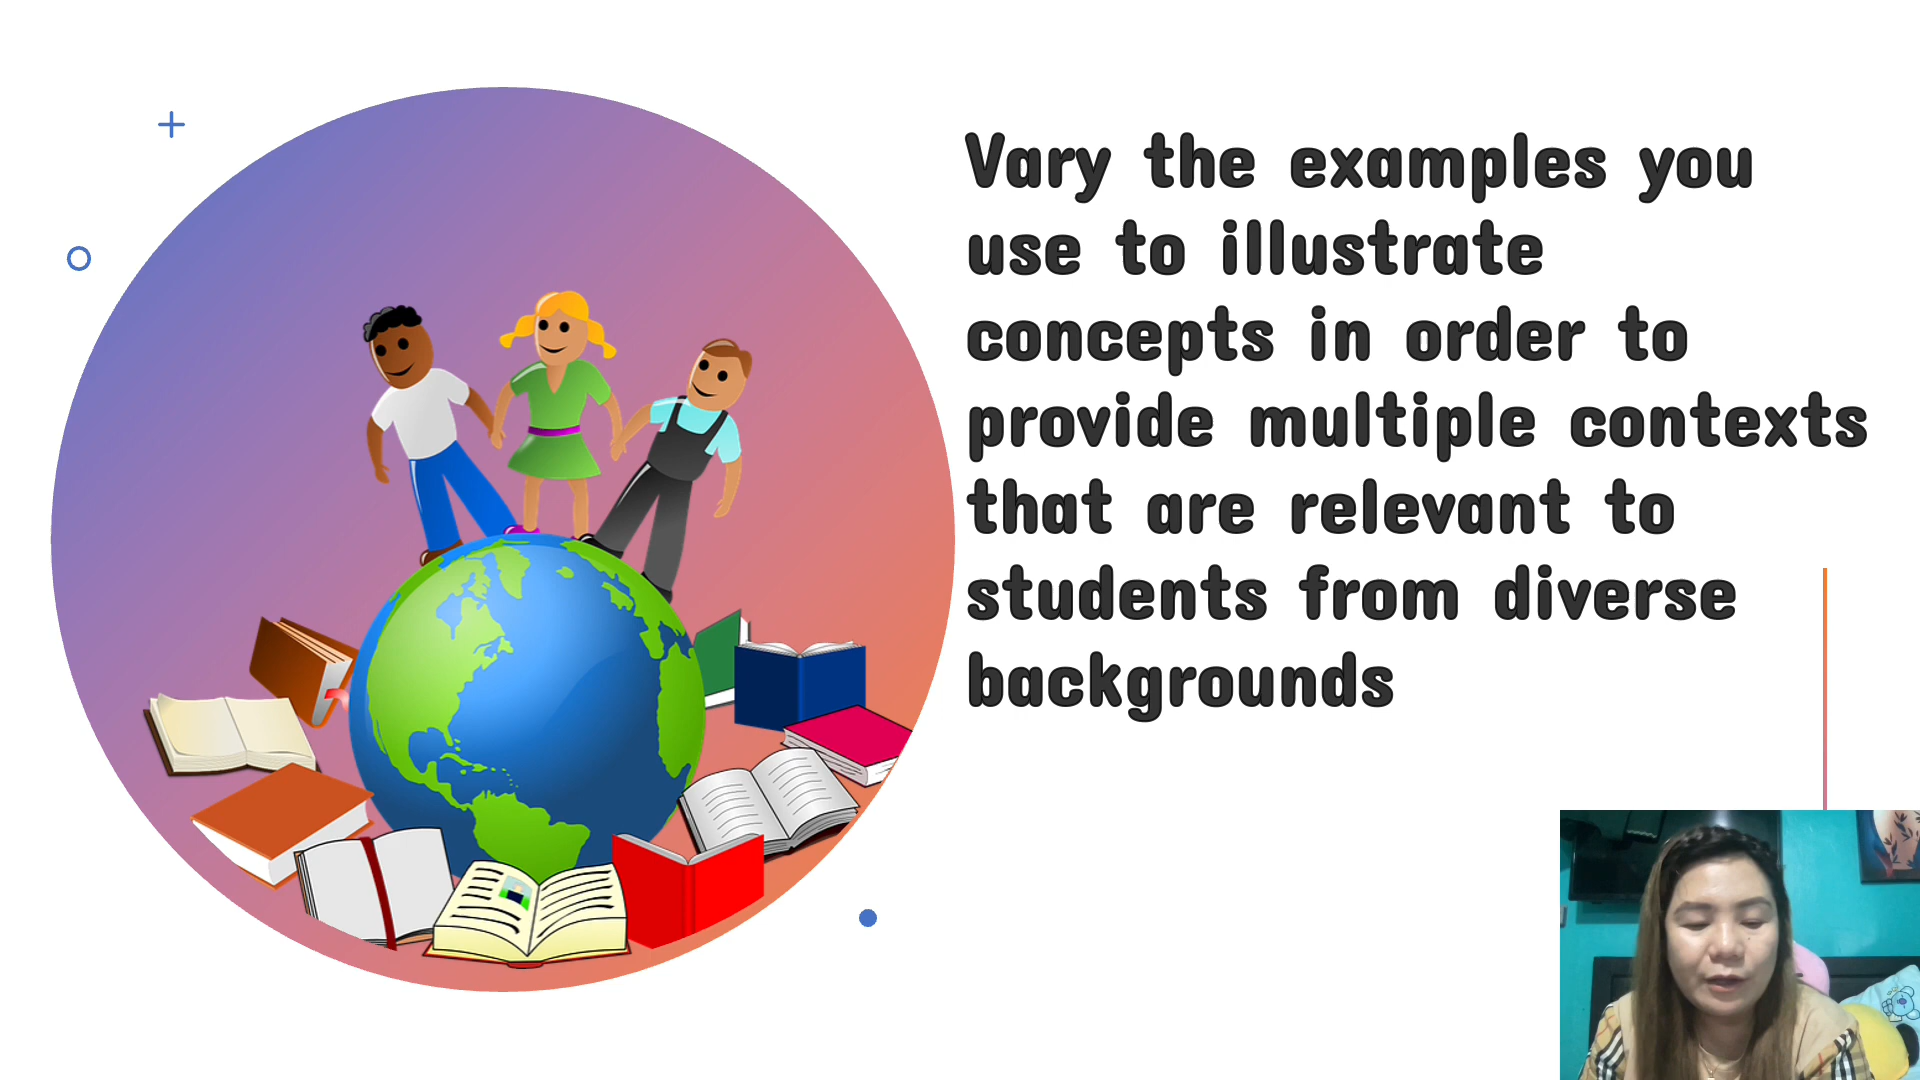 Vary the examples you
use to illustrate
concepts in order to
provide multiple contexts
that are relevant to
students from diverse
backgrounds